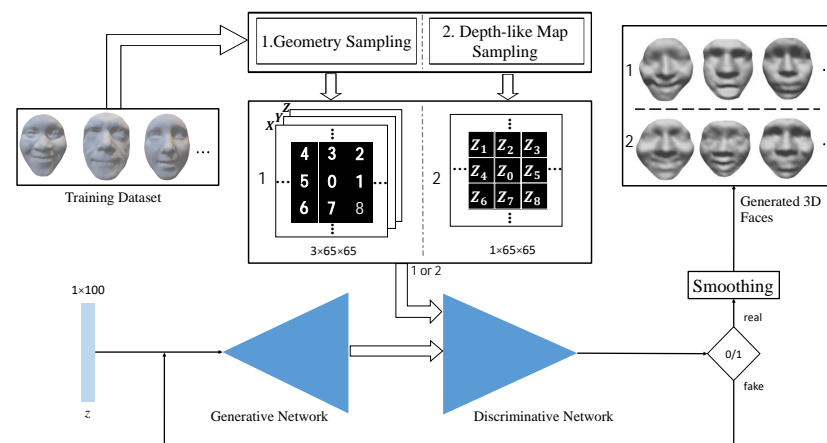 1.Geometry Sampling
2. Depth-like Map
Sampling
Training Dataset
...
X Y Z
1
4 3 2
5 0 1
6 7 8
3×65×65
2
Z1 Z2 Z3
Z4 Z0 Z5
Z6 Z7 Z8
1×65×65
1 or 2
1
2
Generated 3D
Faces
Smoothing
real
0/1
fake
1×100
z
Generative Network
Discriminative Network